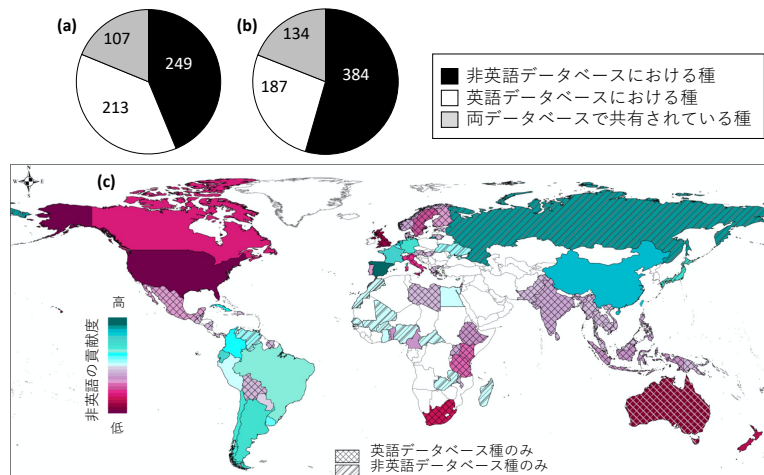 (a)
107
249
213
(b)
134
384
187
非英語データベースにおける種
英語データベースにおける種
両データベースで共有されている種
(c)
N
W
E
S
高
非英語の貢献度
低
英語データベース種のみ
非英語データベース種のみ